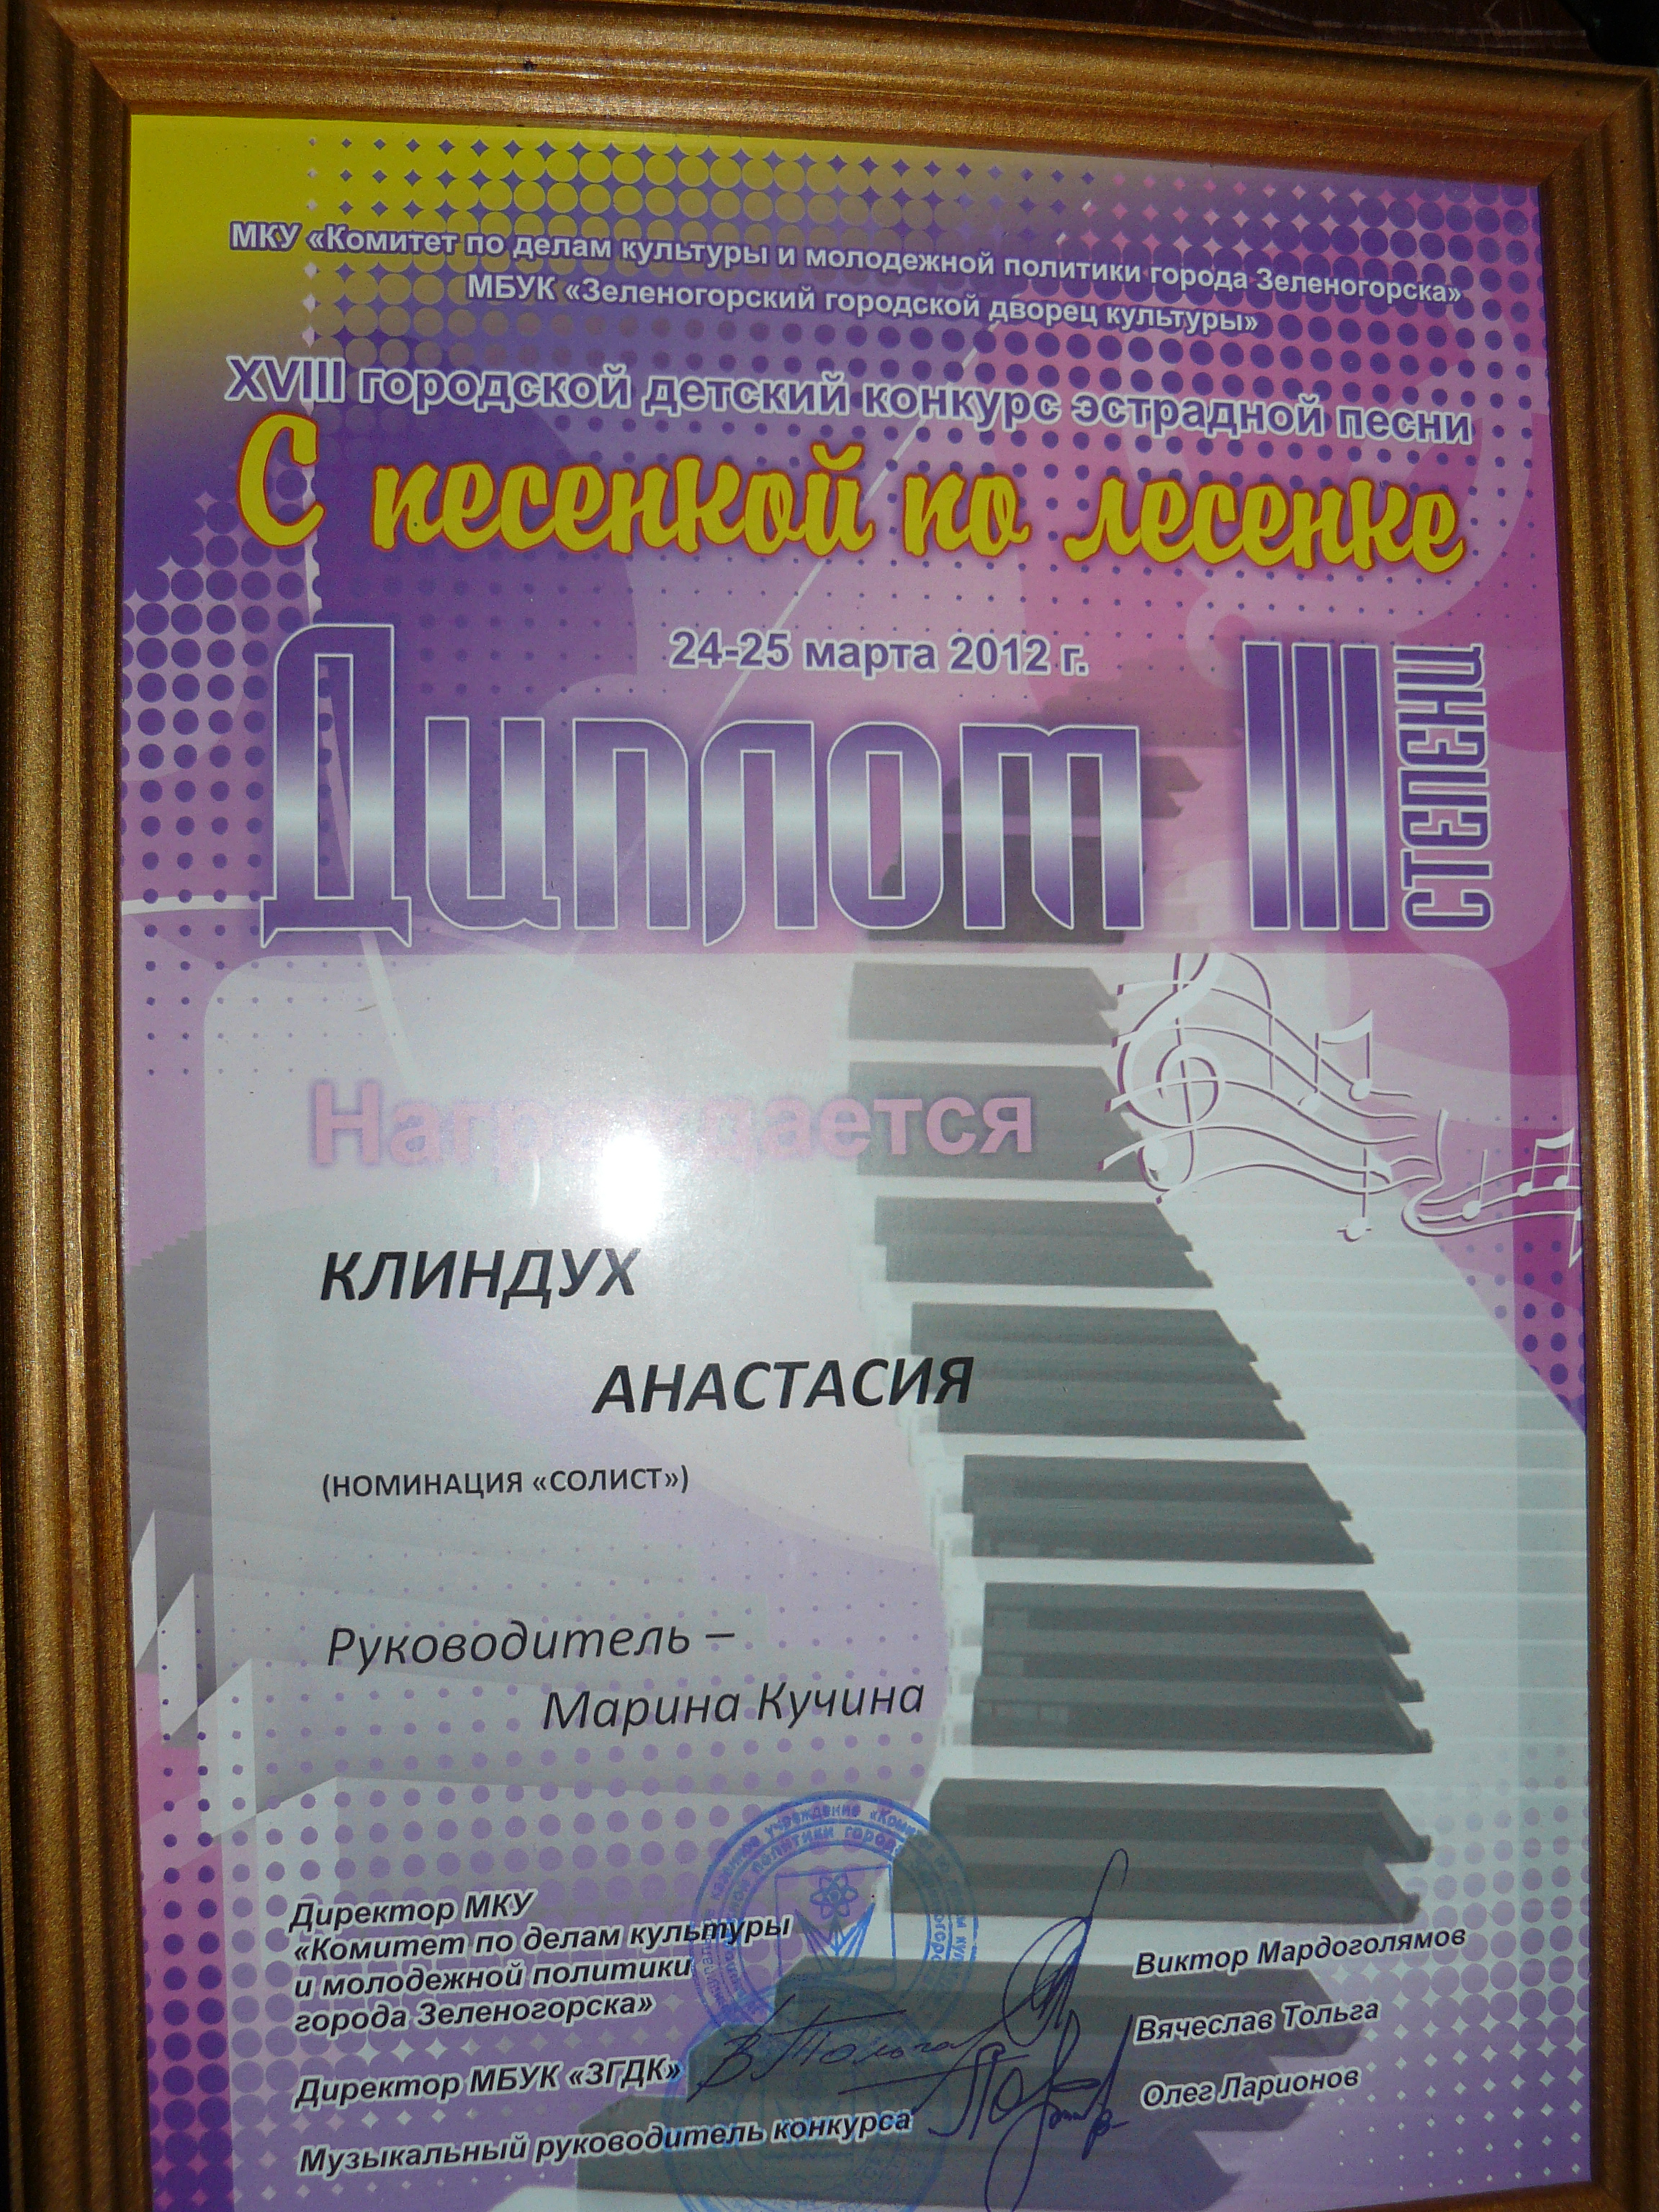 МКУ «Комитет по делам культуры и молодежной политики города Зеленогорска»
МБУК «Зеленогорский городской дворец культуры»
XVIII городской детский конкурс эстрадной песни
С песенкой по лесенке
24-25 марта 2012 г.
Диплом III
степени
Награждается
КЛИНДУХ
АНАСТАСИЯ
(НОМИНАЦИЯ «СОЛИСТ»)
Руководитель –
Марина Кучина
Директор МКУ
«Комитет по делам культуры
и молодежной политики
города Зеленогорска»
Виктор Мардоголямов
Директор МБУК «ЗГДК»
В Тольга
Вячеслав Тольга
Музыкальный руководитель конкурса
Олег Ларионов